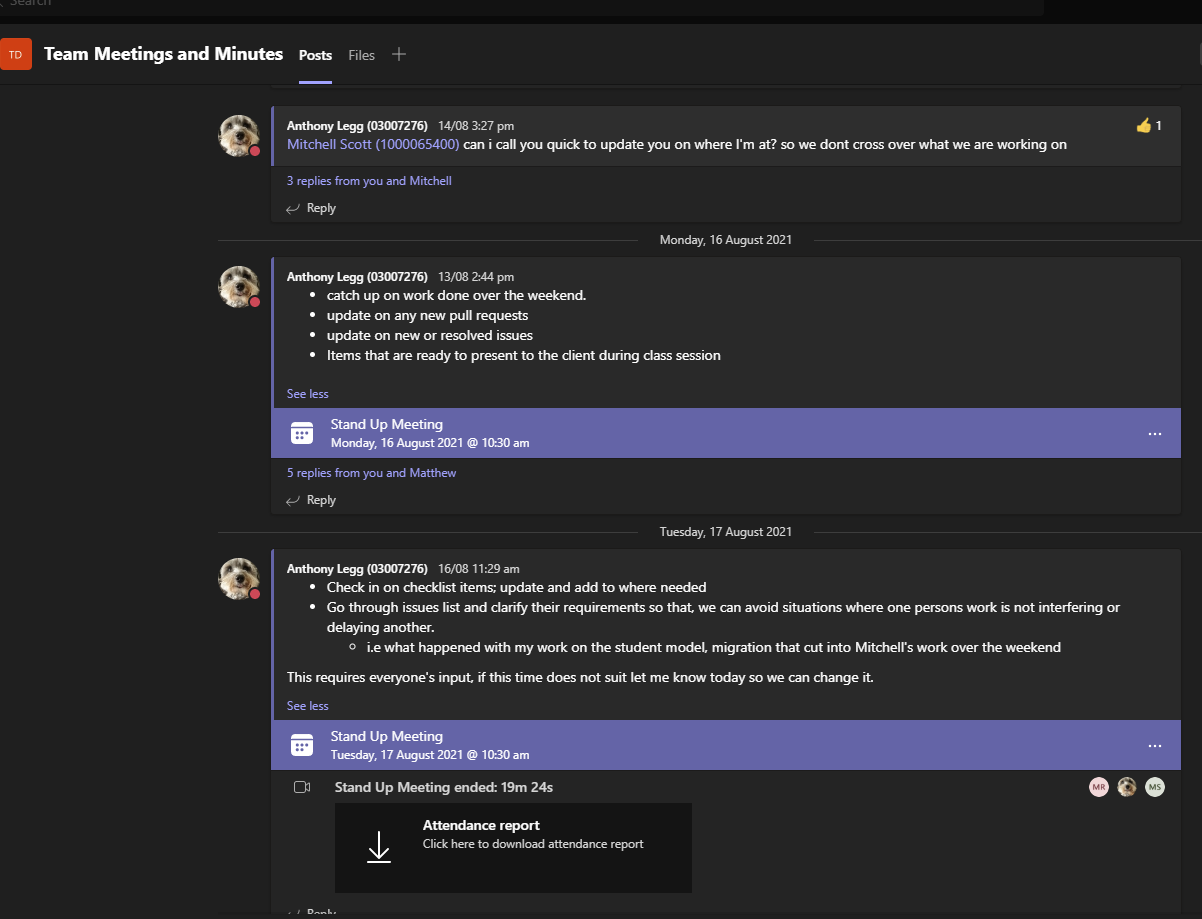 Search
TD
Team Meetings and Minutes
Posts
Files
Anthony Legg (03007276) 14/08 3:27 pm
1
Mitchell Scott (1000065400) can i call you quick to update you on where I'm at? so we dont cross over what we are working on
3 replies from you and Mitchell
Reply
Monday, 16 August 2021
Anthony Legg (03007276) 13/08 2:44 pm
• catch up on work done over the weekend.
• update on any new pull requests
• update on new or resolved issues
• Items that are ready to present to the client during class session
See less
Stand Up Meeting
Monday, 16 August 2021 @ 10:30 am
5 replies from you and Matthew
Reply
Tuesday, 17 August 2021
Anthony Legg (03007276) 16/08 11:29 am
• Check in on checklist items; update and add to where needed
• Go through issues list and clarify their requirements so that, we can avoid situations where one persons work is not interfering or
delaying another.
○ i.e what happened with my work on the student model, migration that cut into Mitchell's work over the weekend
This requires everyone's input, if this time does not suit let me know today so we can change it.
See less
Stand Up Meeting
Tuesday, 17 August 2021 @ 10:30 am
Stand Up Meeting ended: 19m 24s
MR
MS
Attendance report
Click here to download attendance report
Reply